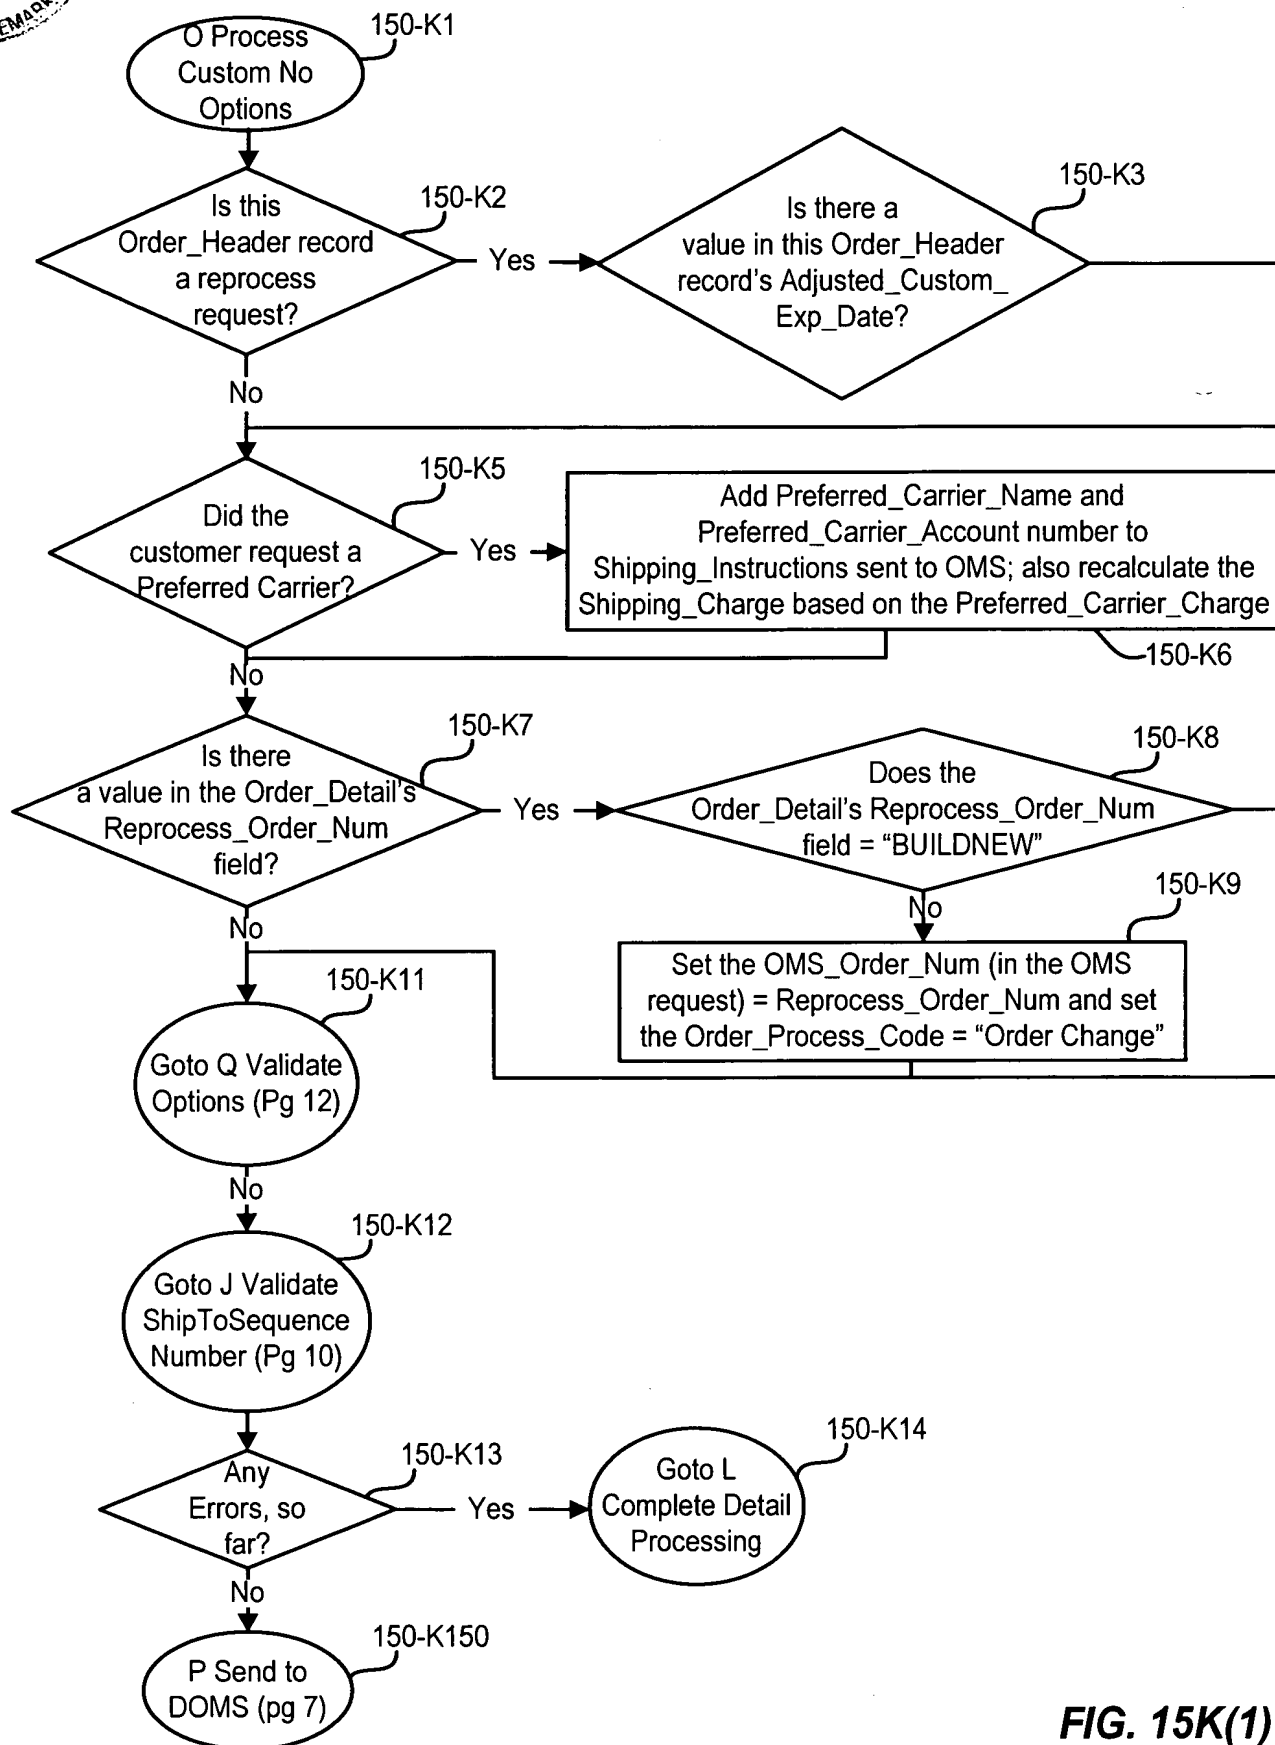 O Process
Custom No
Options
150-K1
Is this
Order_Header record
a reprocess
request?
150-K2
Yes
Is there a
value in this Order_Header
record's Adjusted_Custom_
Exp_Date?
150-K3
No
Did the
customer request a
Preferred Carrier?
150-K5
Yes
Add Preferred_Carrier_Name and
Preferred_Carrier_Account number to
Shipping_Instructions sent to OMS; also recalculate the
Shipping_Charge based on the Preferred_Carrier_Charge
150-K6
No
Is there
a value in the Order_Detail's
Reprocess_Order_Num
field?
150-K7
Yes
Does the
Order_Detail's Reprocess_Order_Num
field = “BUILDNEW”
150-K8
No
Set the OMS_Order_Num (in the OMS
request) = Reprocess_Order_Num and set
the Order_Process_Code = “Order Change”
150-K9
No
Goto Q Validate
Options (Pg 12)
150-K11
No
Goto J Validate
ShipToSequence
Number (Pg 10)
150-K12
Any
Errors, so
far?
150-K13
Yes
Goto L
Complete Detail
Processing
150-K14
No
P Send to
DOMS (pg 7)
150-K150
FIG. 15K(1)